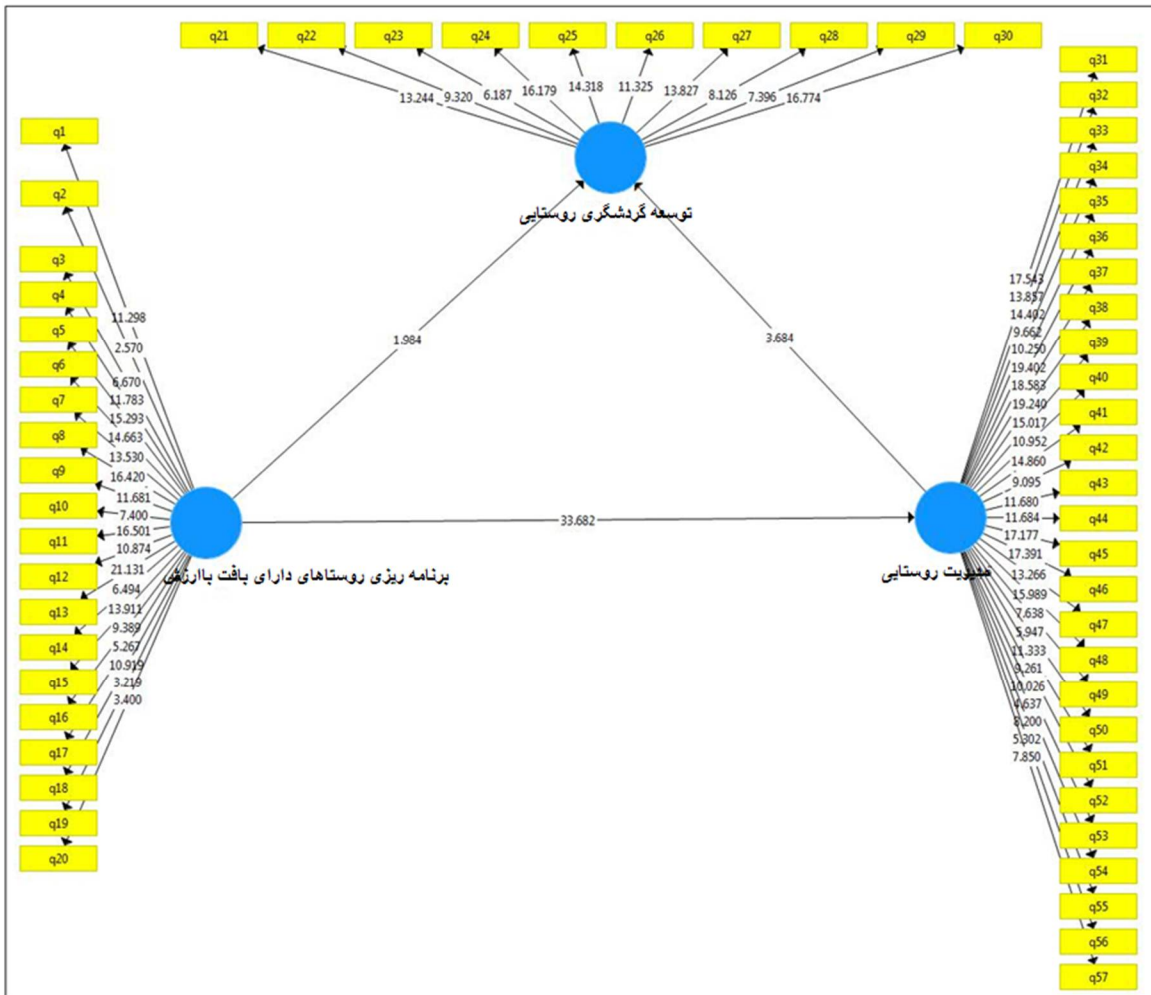 q21 q22 q23 q24 q25 q26 q27 q28 q29 q30
13.244 9.320 6.187 16.179 14.318 11.325 13.827 8.126 7.396 16.774
توسعه گردشگری روستایی
q1
q2
q3
q4
q5
q6
q7
q8
q9
q10
q11
q12
q13
q14
q15
q16
q17
q18
q19
q20
11.298
2.570
6.670
11.783
15.293
14.663
13.530
16.420
11.681
7.400
16.501
10.874
21.131
6.494
13.911
9.389
5.267
10.919
3.219
3.400
برنامه ریزی روستاهای دارای بافت باارزش
1.984
3.684
33.682
مدیریت روستایی
17.543
13.857
14.402
9.662
10.250
19.402
18.583
19.240
15.017
10.952
14.860
9.095
11.680
11.684
17.177
17.391
13.266
15.989
7.638
5.947
11.333
9.261
10.026
4.637
8.200
5.302
7.850
q31
q32
q33
q34
q35
q36
q37
q38
q39
q40
q41
q42
q43
q44
q45
q46
q47
q48
q49
q50
q51
q52
q53
q54
q55
q56
q57